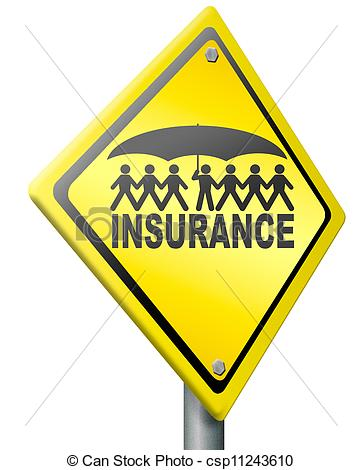 INSURANCE
© Can Stock Photo - csp11243610